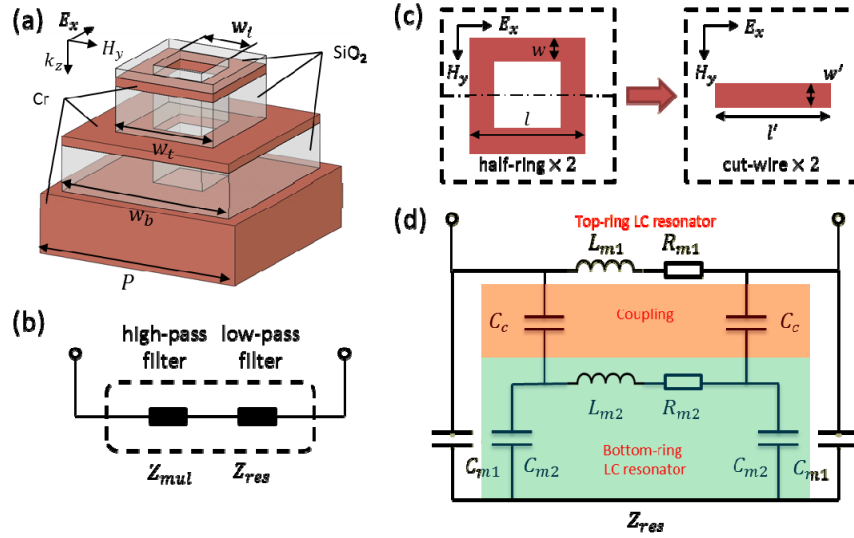 (a)
E_x
H_y
k_z
w_i
SiO₂
Cr
w_t
w_b
P
(b)
high-pass filter
low-pass filter
Z_mul
Z_res
(c)
E_x
H_y
w
l
half-ring × 2
E_x
H_y
w'
l'
cut-wire × 2
(d)
Top-ring LC resonator
L_m1
R_m1
C_c
Coupling
C_c
L_m2
R_m2
C_m1
C_m2
Bottom-ring
LC resonator
C_m2
C_m1
Z_res